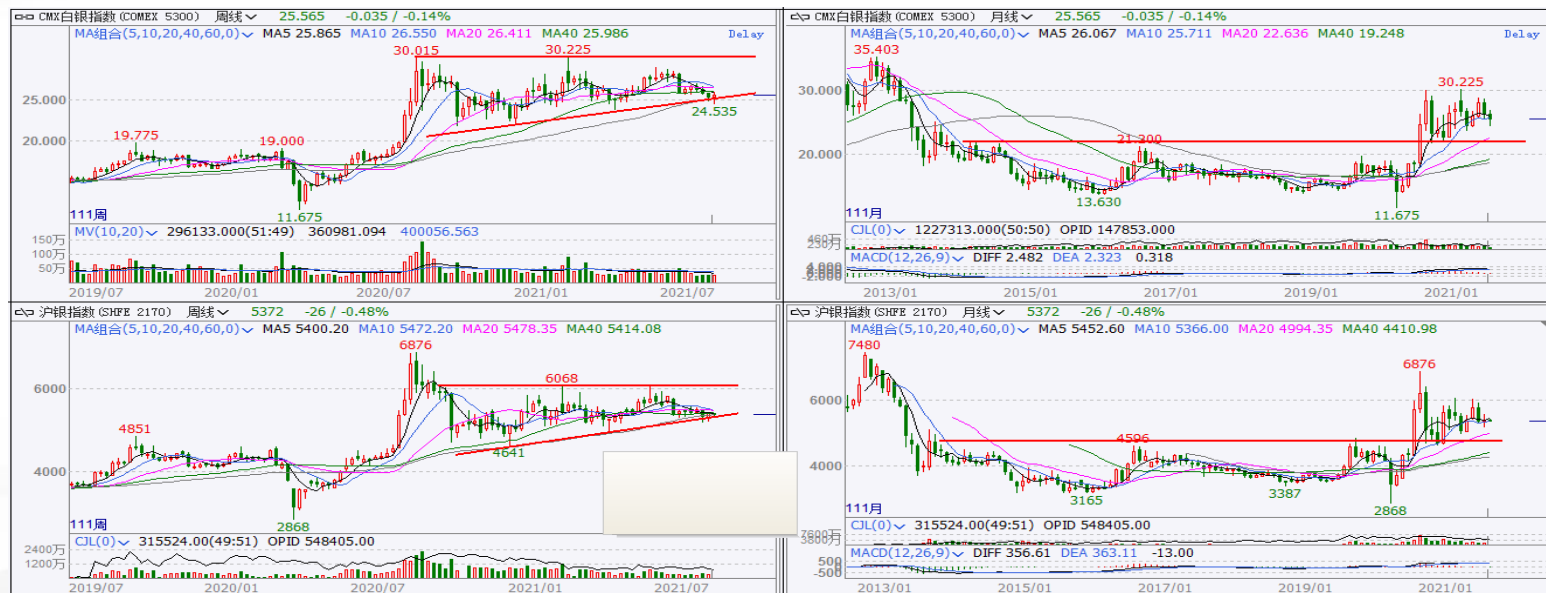 CMX白银指数(COMEX 5300) 周线 25.565 -0.035 / -0.14%
MA组合(5,10,20,40,60,0) MA5 25.865 MA10 26.550 MA20 26.411 MA40 25.986 Delay
30.015 30.225
25.000
24.535
20.000
19.775 19.000
11.675
111周
MV(10,20) 296133.000(51:49) 360981.094 400056.563
150万
100万
50万
2019/07 2020/01 2020/07 2021/01 2021/07
CMX白银指数(COMEX 5300) 月线 25.565 -0.035 / -0.14%
MA组合(5,10,20,40,60,0) MA5 26.067 MA10 25.711 MA20 22.636 MA40 19.248 Delay
35.403
30.000 30.225
21.200
20.000
13.630 11.675
111月
CJL(0) 1227313.000(50:50) OPID 147853.000
MACD(12,26,9) DIFF 2.482 DEA 2.323 0.318
2013/01 2015/01 2017/01 2019/01 2021/01
沪银指数(SHFE 2170) 周线 5372 -26 / -0.48%
MA组合(5,10,20,40,60,0) MA5 5400.20 MA10 5472.20 MA20 5478.35 MA40 5414.08
6876
6000 6068
4851
4641
4000
2868
111周
CJL(0) 315524.00(49:51) OPID 548405.00
2400万
1200万
2019/07 2020/01 2020/07 2021/01 2021/07
沪银指数(SHFE 2170) 月线 5372 -26 / -0.48%
MA组合(5,10,20,40,60,0) MA5 5452.60 MA10 5366.00 MA20 4994.35 MA40 4410.98
7480
6876
6000
4596
4000
3165 3387 2868
111月
CJL(0) 315524.00(49:51) OPID 548405.00
MACD(12,26,9) DIFF 356.61 DEA 363.11 -13.00
500
-500
2013/01 2015/01 2017/01 2019/01 2021/01